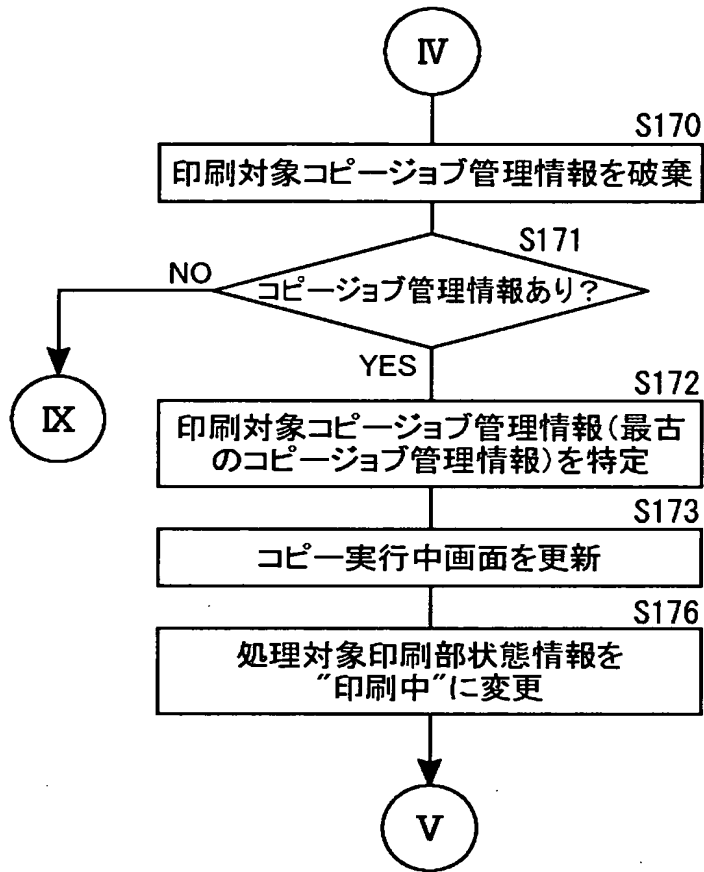 Ⅳ
S170
印刷対象コピージョブ管理情報を破棄
S171
コピージョブ管理情報あり?
NO
YES
Ⅸ
S172
印刷対象コピージョブ管理情報(最古
のコピージョブ管理情報)を特定
S173
コピー実行中画面を更新
S176
処理対象印刷部状態情報を
"印刷中"に変更
Ⅴ